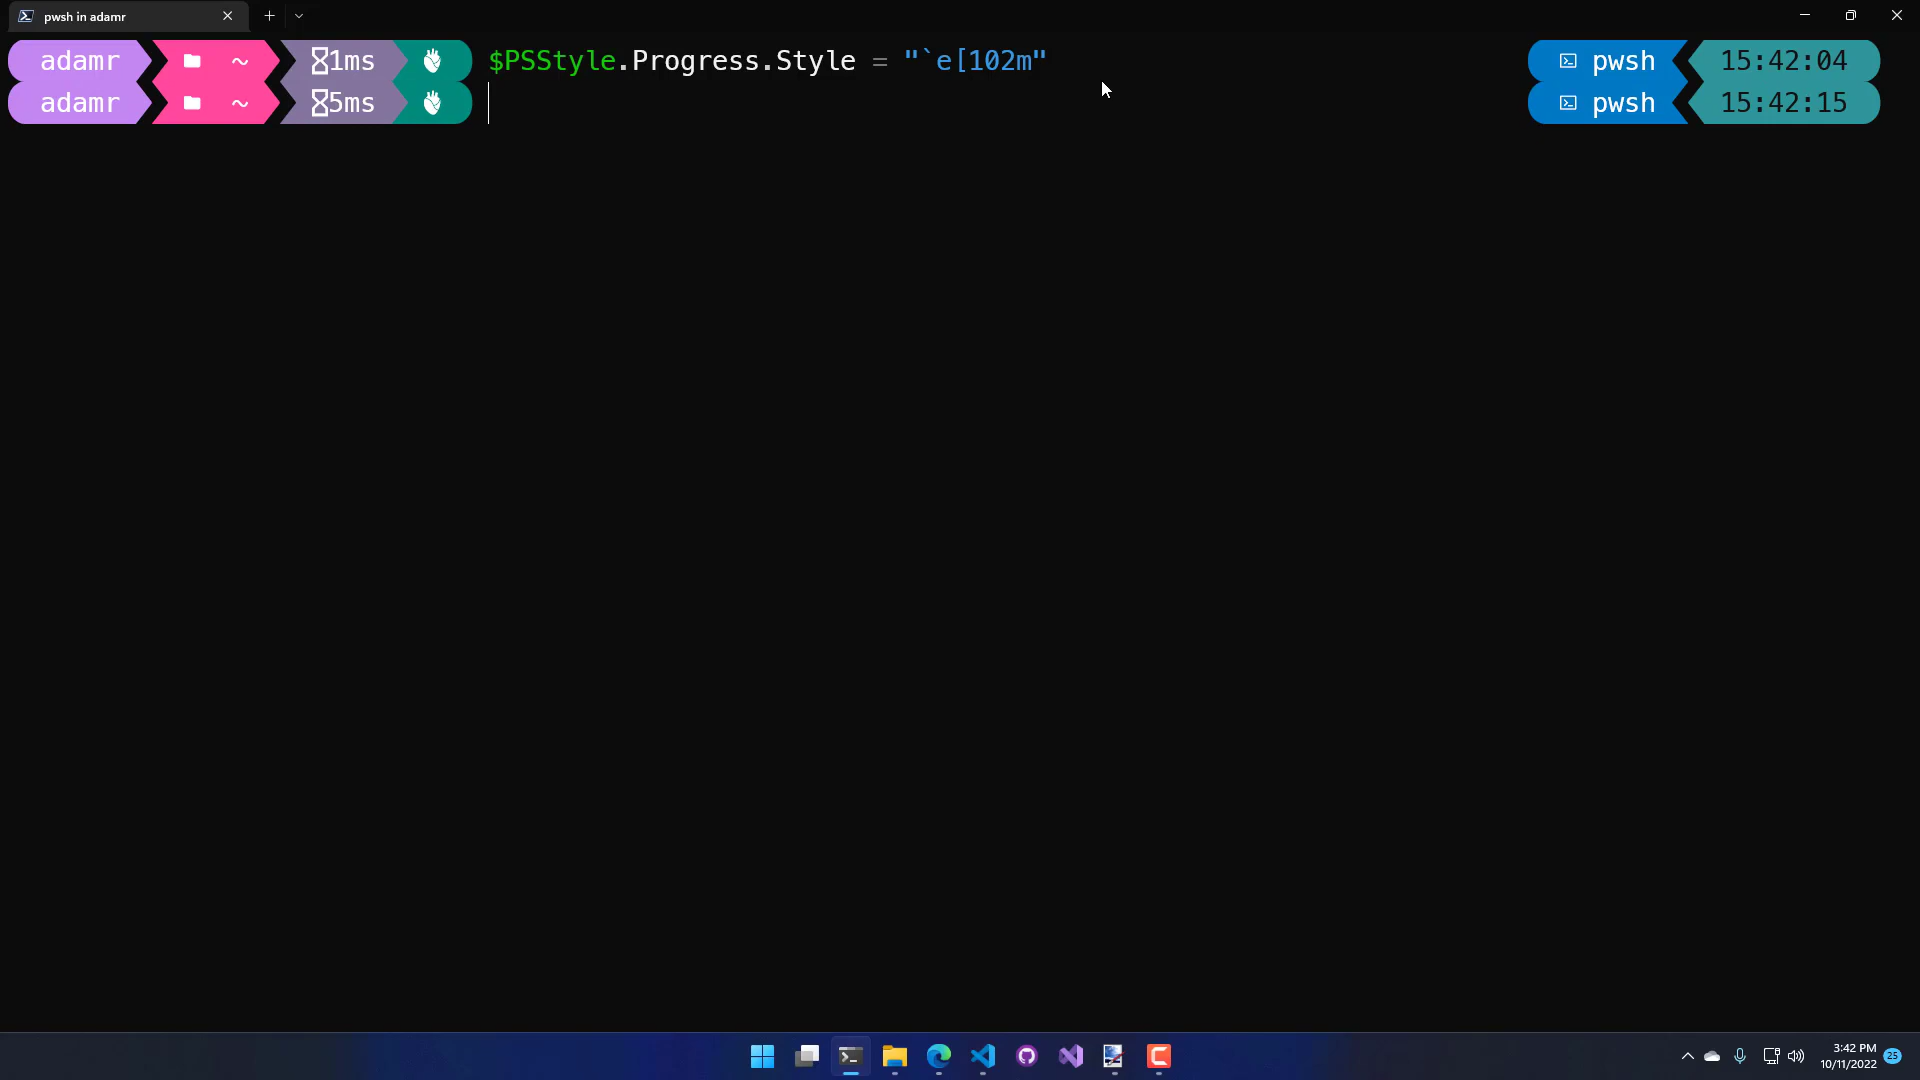 pwsh in adamr
adamr ~ 1ms $PSStyle.Progress.Style = "`e[102m" pwsh 15:42:04
adamr ~ 5ms pwsh 15:42:15
3:42 PM
10/11/2022
25